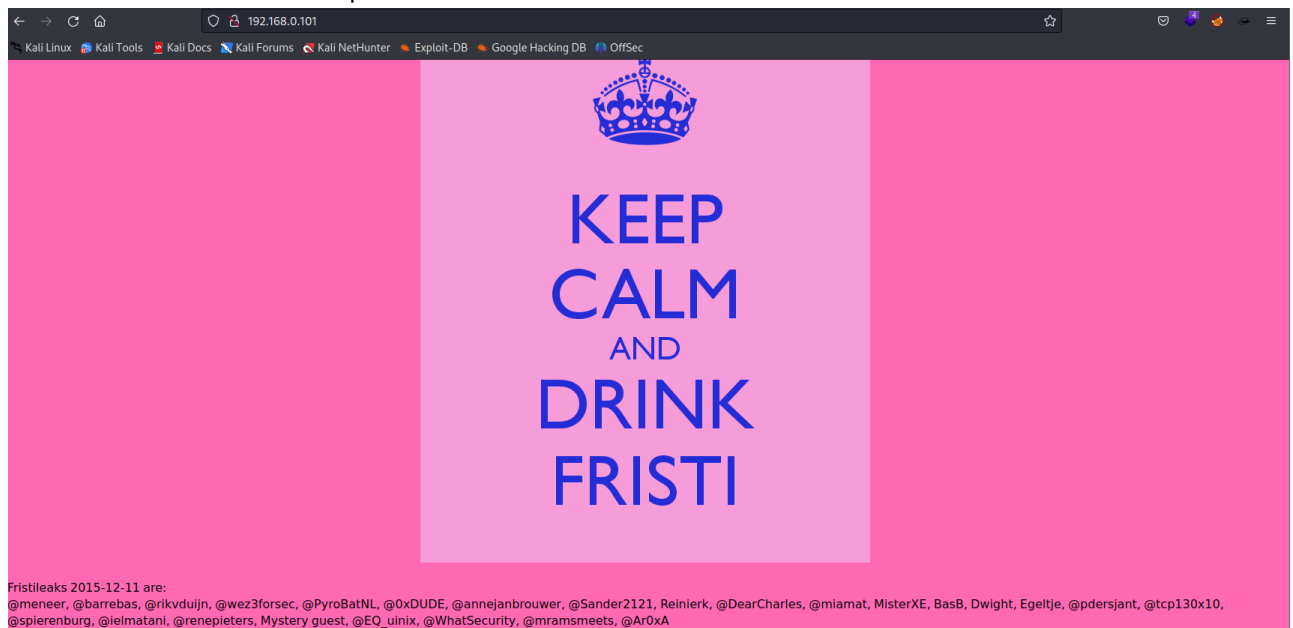 192.168.0.101
4
Kali Linux Kali Tools Kali Docs Kali Forums Kali NetHunter Exploit-DB Google Hacking DB OffSec
KEEP
CALM
AND
DRINK
FRISTI
Fristileaks 2015-12-11 are:
@meneer, @barrebas, @rikvduijn, @wez3forsec, @PyroBatNL, @0xDUDE, @annejanbrouwer, @Sander2121, Reinierk, @DearCharles, @miamat, MisterXE, BasB, Dwight, Egeltje, @pdersjant, @tcp130x10,
@spierenburg, @ielmatani, @renepieters, Mystery guest, @EQ_uinix, @WhatSecurity, @mramsmeets, @Ar0xA